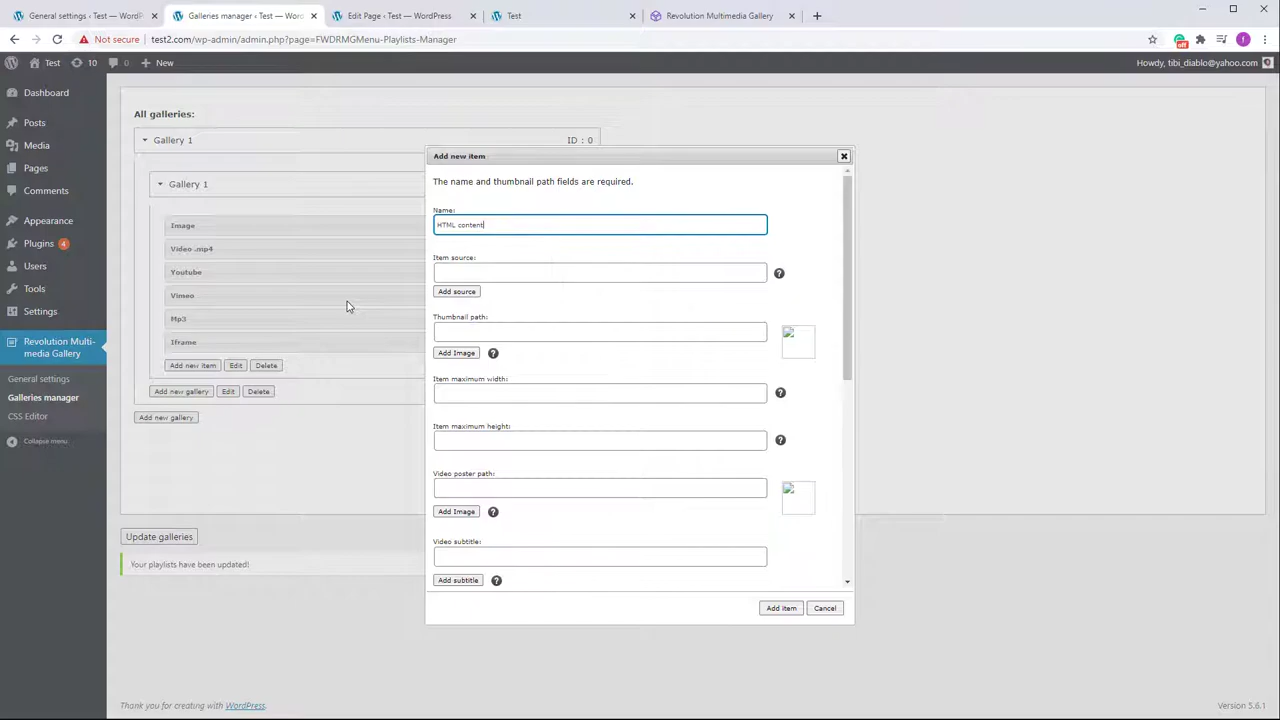 General settings ‹ Test — WordP
Galleries manager ‹ Test — Wo
Edit Page ‹ Test — WordPress
Test
Revolution Multimedia Gallery
Not secure
test2.com/wp-admin/admin.php?page=FWDRMGMenu-Playlists-Manager
off
f
Test
10
0
New
Howdy, tibi_diablo@yahoo.com
Dashboard
Posts
Media
Pages
Comments
Appearance
Plugins 4
Users
Tools
Settings
Revolution Multi-
media Gallery
General settings
Galleries manager
CSS Editor
Collapse menu
All galleries:
Gallery 1
ID : 0
Gallery 1
Image
Video .mp4
Youtube
Vimeo
Mp3
Iframe
Add new item
Edit
Delete
Add new gallery
Edit
Delete
Add new gallery
Update galleries
Your playlists have been updated!
Add new item
The name and thumbnail path fields are required.
Name:
HTML content
Item source:
?
Add source
Thumbnail path:
Add Image
?
Item maximum width:
?
Item maximum height:
?
Video poster path:
Add Image
?
Video subtitle:
Add subtitle
?
Add item
Cancel
Thank you for creating with WordPress.
Version 5.6.1